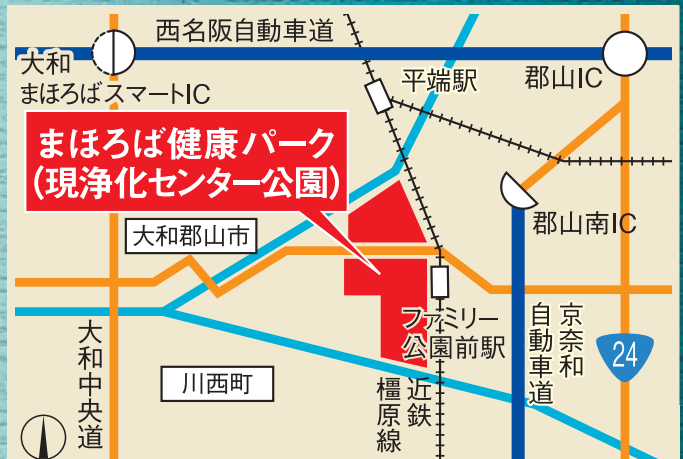 西名阪自動車道
大和
まほろばスマートIC
平端駅
郡山IC
まほろば健康パーク
(現浄化センター公園)
郡山南IC
大和郡山市
ファミリー
公園前駅
京奈和
自動車道
24
大和中央道
川西町
近鉄
橿原線